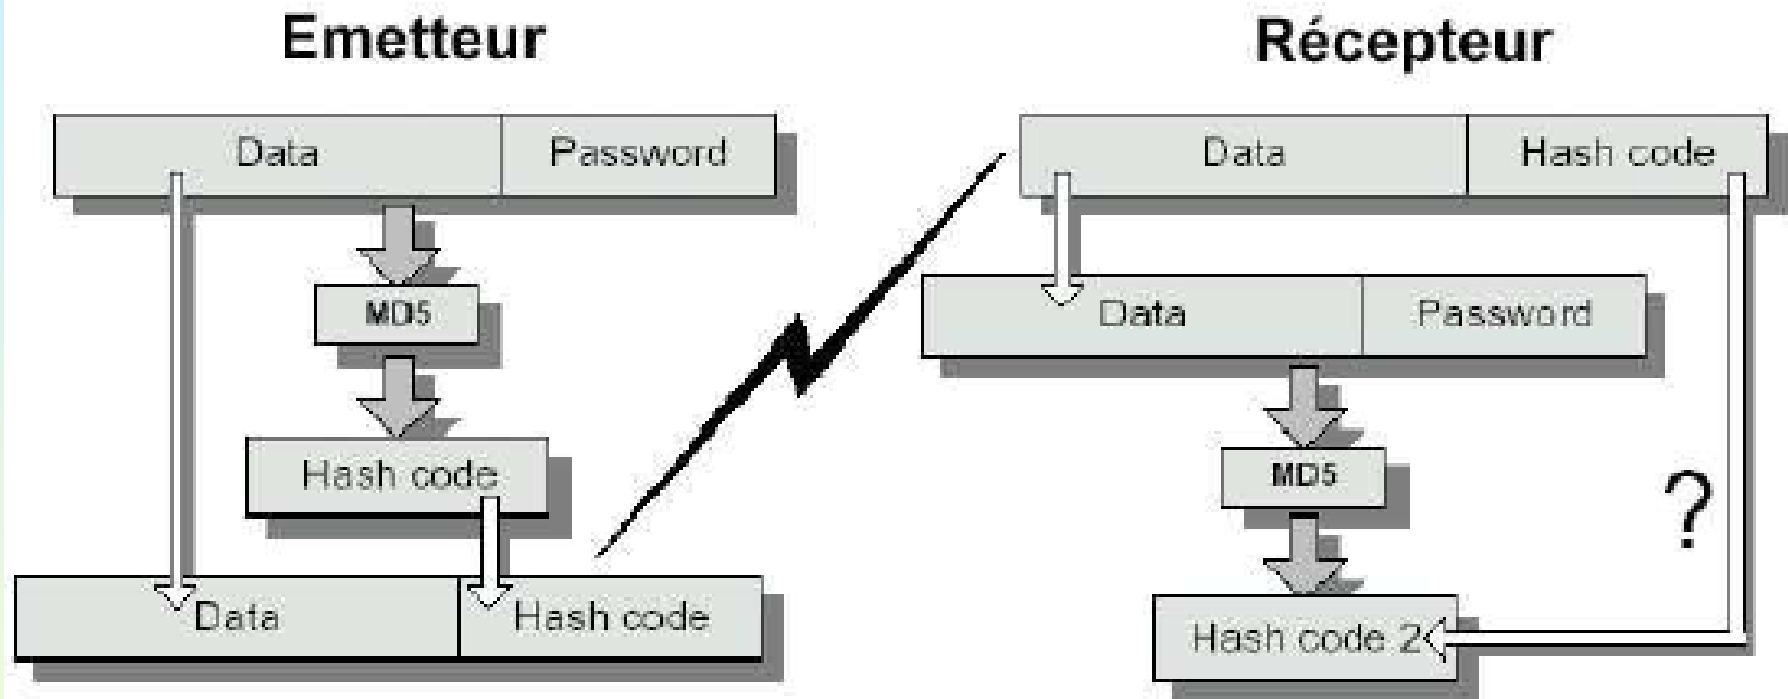 Emetteur
Data Password
MD5
Hash code
Data Hash code
Récepteur
Data Hash code
Data Password
MD5
?
Hash code 2